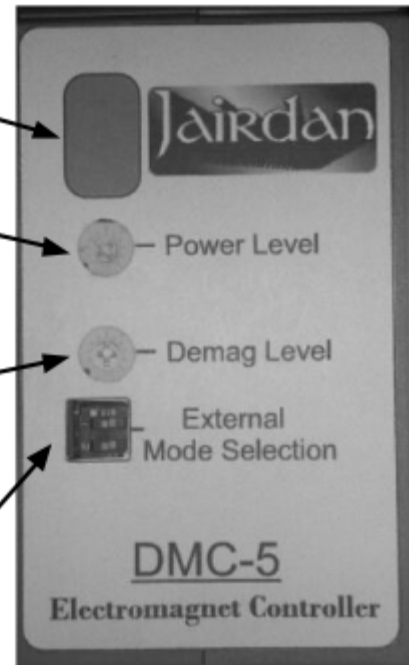 Jairdan
Power Level
Demag Level
External
Mode Selection
DMC-5
Electromagnet Controller